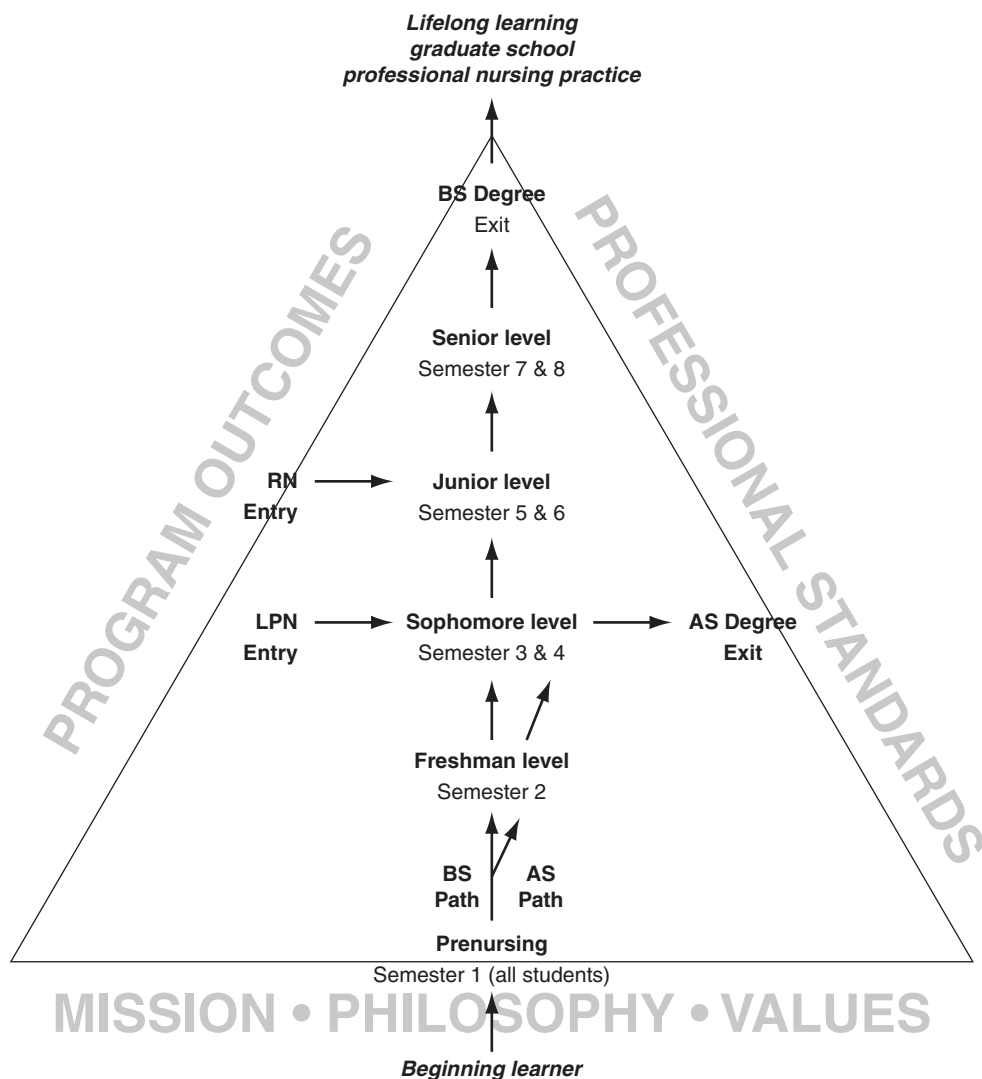 Lifelong learning
graduate school
professional nursing practice
BS Degree
Exit
PROGRAM OUTCOMES
PROFESSIONAL STANDARDS
Senior level
Semester 7 & 8
RN
Entry
Junior level
Semester 5 & 6
LPN
Entry
Sophomore level
Semester 3 & 4
AS Degree
Exit
Freshman level
Semester 2
BS
Path
AS
Path
Prenursing
Semester 1 (all students)
MISSION • PHILOSOPHY • VALUES
Beginning learner